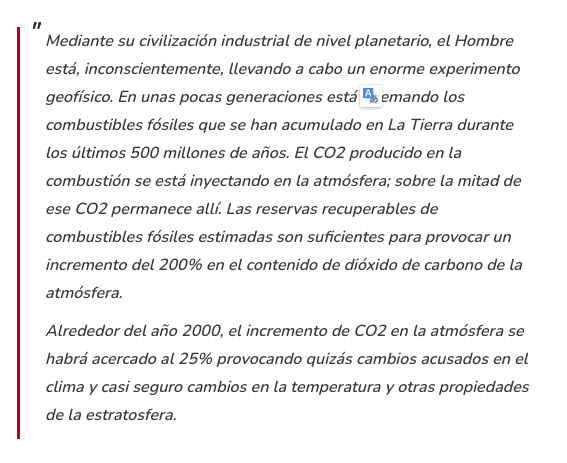 "
Mediante su civilización industrial de nivel planetario, el Hombre
está, inconscientemente, llevando a cabo un enorme experimento
geofísico. En unas pocas generaciones está emando los
combustibles fósiles que se han acumulado en La Tierra durante
los últimos 500 millones de años. El CO2 producido en la
combustión se está inyectando en la atmósfera; sobre la mitad de
ese CO2 permanece allí. Las reservas recuperables de
combustibles fósiles estimadas son suficientes para provocar un
incremento del 200% en el contenido de dióxido de carbono de la
atmósfera.
Alrededor del año 2000, el incremento de CO2 en la atmósfera se
habrá acercado al 25% provocando quizás cambios acusados en el
clima y casi seguro cambios en la temperatura y otras propiedades
de la estratosfera.